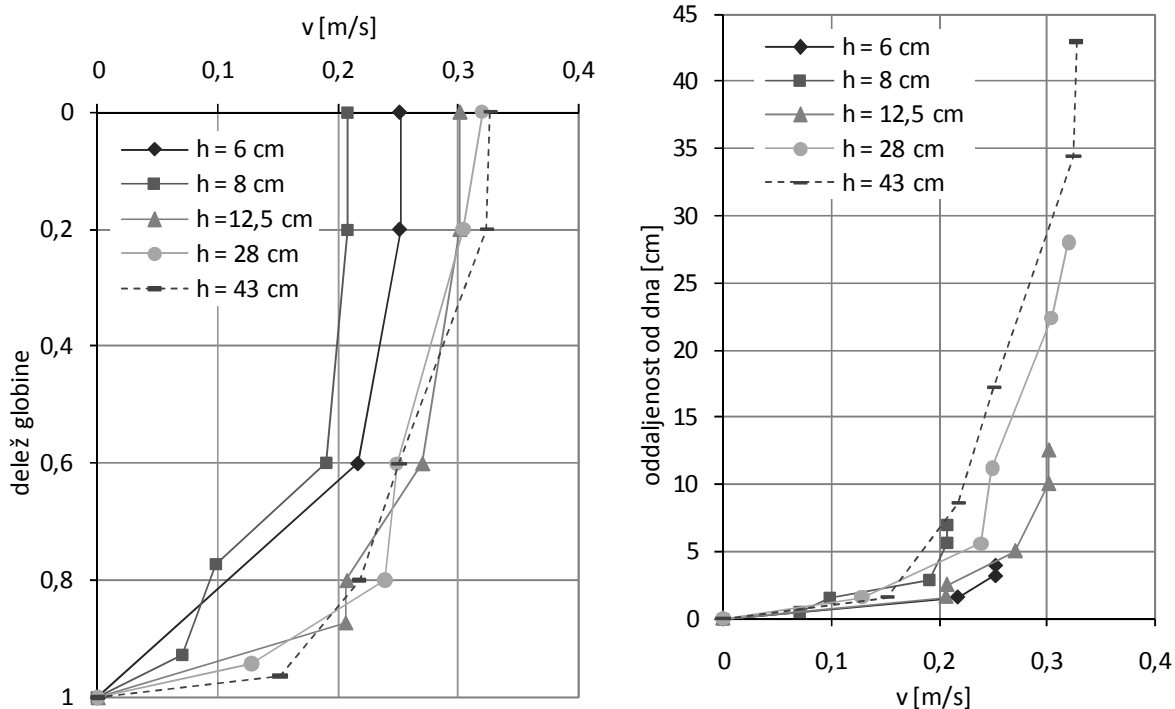 v [m/s]
0 0,1 0,2 0,3 0,4
0
0,2
0,4
0,6
0,8
1
delež globine
h = 6 cm
h = 8 cm
h =12,5 cm
h = 28 cm
h = 43 cm
45
40
35
30
25
20
15
10
5
0
oddaljenost od dna [cm]
h = 6 cm
h = 8 cm
h = 12,5 cm
h = 28 cm
h = 43 cm
0 0,1 0,2 0,3 0,4
v [m/s]